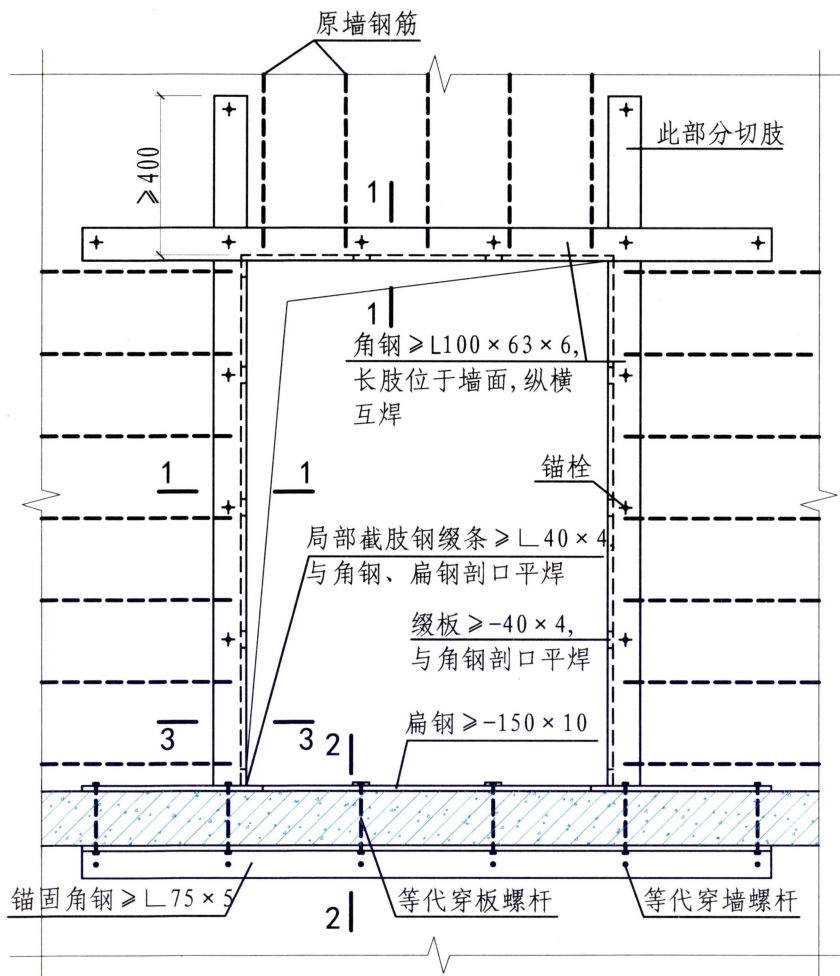 原墙钢筋
此部分切肢
≥400
1
1
角钢≥L100×63×6,
长肢位于墙面,纵横
互焊
锚栓
1 1
局部截肢钢缀条≥∟40×4,
与角钢、扁钢剖口平焊
缀板≥-40×4,
与角钢剖口平焊
扁钢≥-150×10
3 3
2
锚固角钢≥∟75×5
等代穿板螺杆
等代穿墙螺杆
2